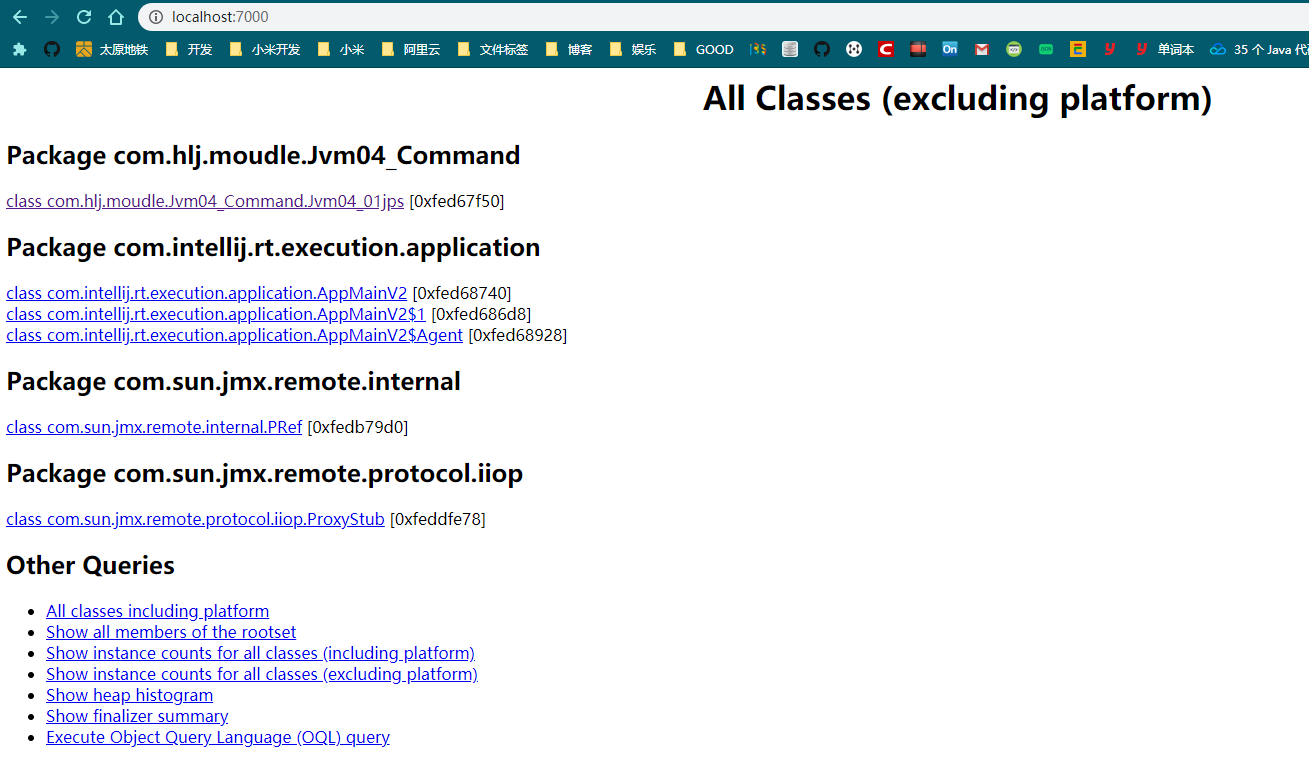 localhost:7000
太原地铁 开发 小米开发 小米 阿里云 文件标签 博客 娱乐 GOOD 单词本 35 个 Java 代
All Classes (excluding platform)
Package com.hlj.moudle.Jvm04_Command
class com.hlj.moudle.Jvm04_Command.Jvm04_01jps [0xfed67f50]
Package com.intellij.rt.execution.application
class com.intellij.rt.execution.application.AppMainV2 [0xfed68740]
class com.intellij.rt.execution.application.AppMainV2$1 [0xfed686d8]
class com.intellij.rt.execution.application.AppMainV2$Agent [0xfed68928]
Package com.sun.jmx.remote.internal
class com.sun.jmx.remote.internal.PRef [0xfedb79d0]
Package com.sun.jmx.remote.protocol.iiop
class com.sun.jmx.remote.protocol.iiop.ProxyStub [0xfeddfe78]
Other Queries
All classes including platform
Show all members of the rootset
Show instance counts for all classes (including platform)
Show instance counts for all classes (excluding platform)
Show heap histogram
Show finalizer summary
Execute Object Query Language (OQL) query